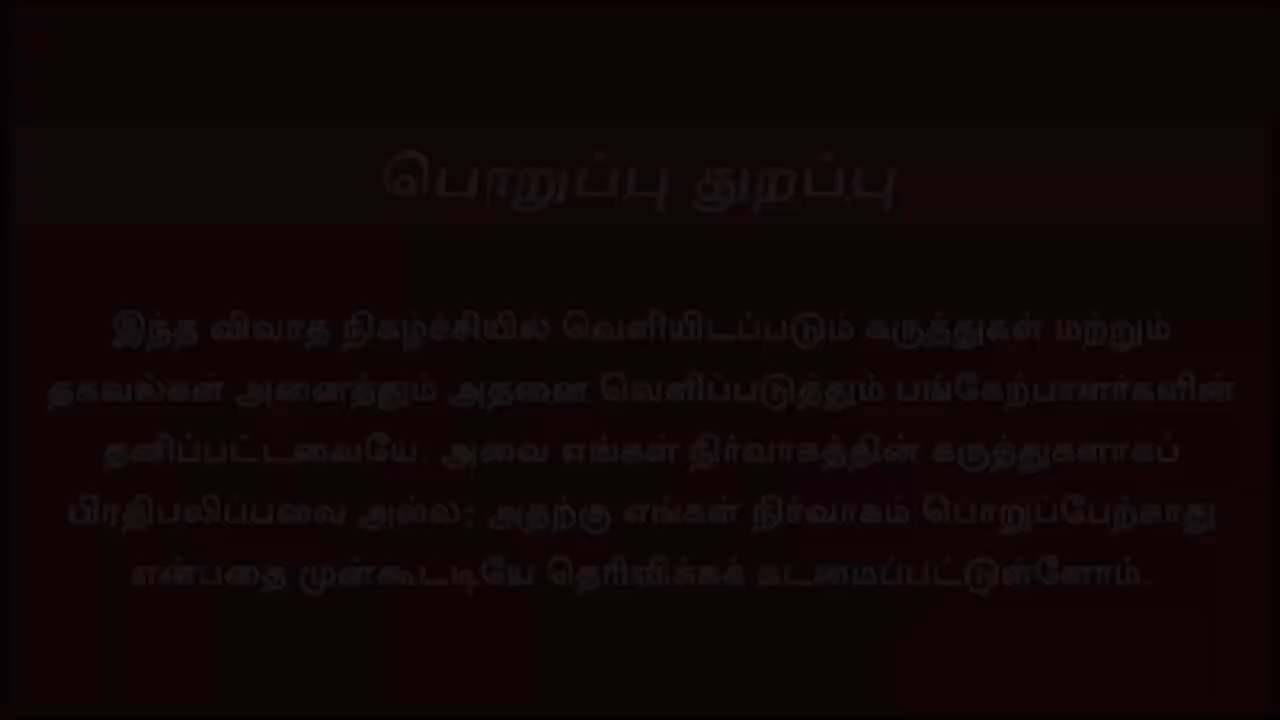 பொறுப்பு துறப்பு
இந்த விவாத நிகழ்ச்சியில் வெளியிடப்படும் கருத்துகள் மற்றும்
தகவல்கள் அனைத்தும் அதனை வெளிப்படுத்தும் பங்கேற்பாளர்களின்
தனிப்பட்டவையே. அவை எங்கள் நிர்வாகத்தின் கருத்துகளாகப்
பிரதிபலிப்பவை அல்ல; அதற்கு எங்கள் நிர்வாகம் பொறுப்பேற்காது
என்பதை முன்கூட்டியே தெரிவிக்கக் கடமைப்பட்டுள்ளோம்.